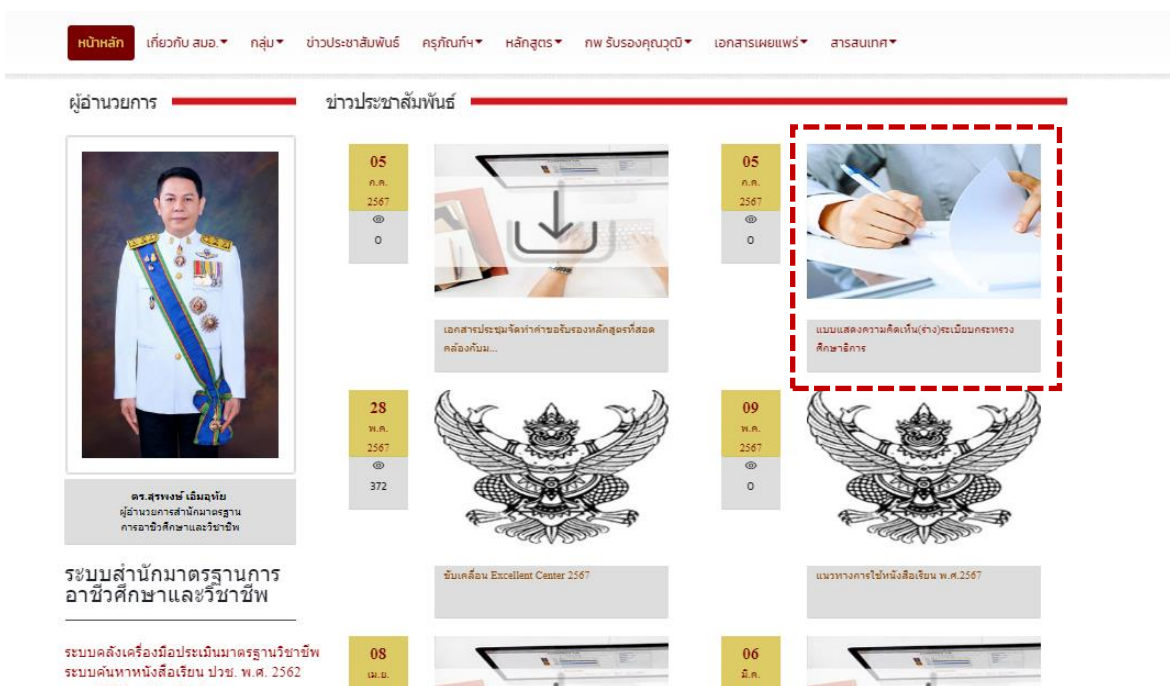 หน้าหลัก เกี่ยวกับ สมอ. กลุ่ม ข่าวประชาสัมพันธ์ ครุภัณฑ์ฯ หลักสูตร กพ รับรองคุณวุฒิ เอกสารเผยแพร่ สารสนเทศ
ผู้อำนวยการ
ดร.สุรพงษ์ เอิมอุทัย
ผู้อำนวยการสำนักมาตรฐาน
การอาชีวศึกษาและวิชาชีพ
ระบบสำนักมาตรฐานการ
อาชีวศึกษาและวิชาชีพ
ระบบคลังเครื่องมือประเมินมาตรฐานวิชาชีพ
ระบบค้นหาหนังสือเรียน ปวช. พ.ศ. 2562
ข่าวประชาสัมพันธ์
05
ก.ค.
2567
0
เอกสารประชุมจัดทำคำขอรับรองหลักสูตรที่สอด
คล้องกับม...
05
ก.ค.
2567
0
แบบแสดงความคิดเห็น(ร่าง)ระเบียบกระทรวง
ศึกษาธิการ
28
พ.ค.
2567
372
ขับเคลื่อน Excellent Center 2567
09
พ.ค.
2567
0
แนวทางการใช้หนังสือเรียน พ.ศ.2567
08
เม.ย.
06
มิ.ค.